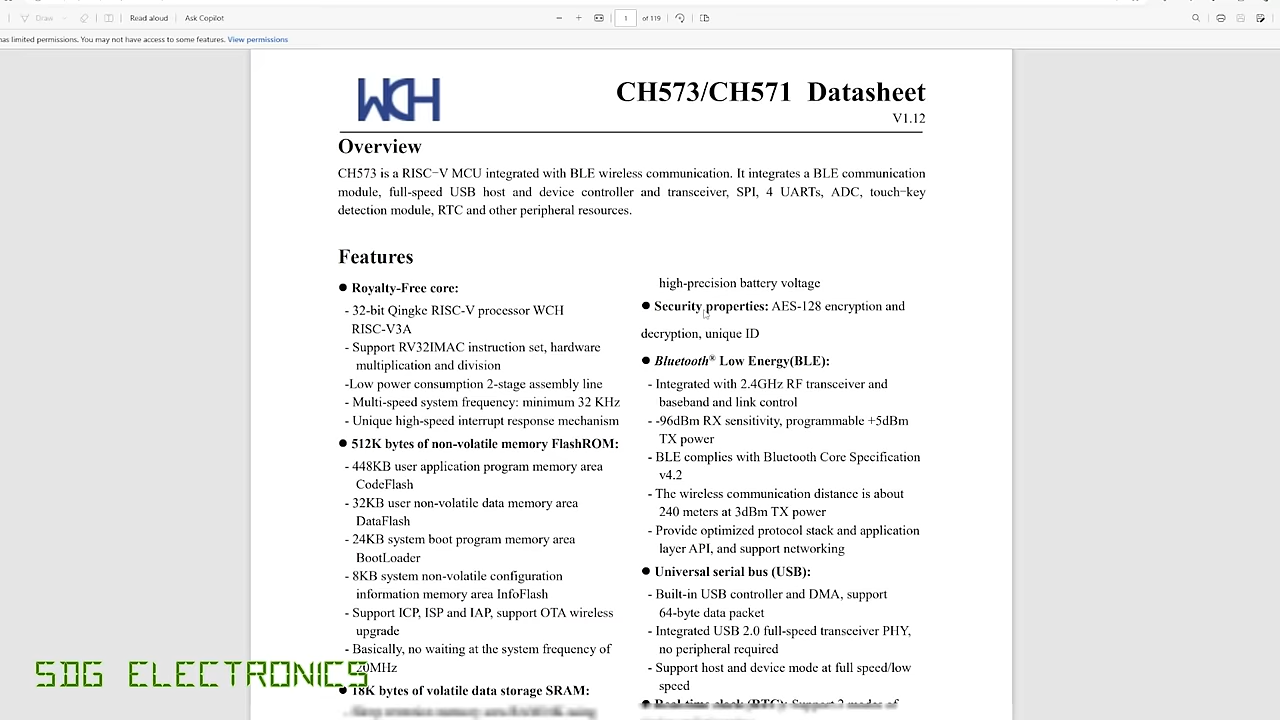 Draw
Read aloud
Ask Copilot
1
of 119
has limited permissions. You may not have access to some features. View permissions
WCH
CH573/CH571 Datasheet
V1.12
Overview
CH573 is a RISC-V MCU integrated with BLE wireless communication. It integrates a BLE communication
module, full-speed USB host and device controller and transceiver, SPI, 4 UARTs, ADC, touch-key
detection module, RTC and other peripheral resources.
Features
● Royalty-Free core:
- 32-bit Qingke RISC-V processor WCH
RISC-V3A
- Support RV32IMAC instruction set, hardware
multiplication and division
-Low power consumption 2-stage assembly line
- Multi-speed system frequency: minimum 32 KHz
- Unique high-speed interrupt response mechanism
● 512K bytes of non-volatile memory FlashROM:
- 448KB user application program memory area
CodeFlash
- 32KB user non-volatile data memory area
DataFlash
- 24KB system boot program memory area
BootLoader
- 8KB system non-volatile configuration
information memory area InfoFlash
- Support ICP, ISP and IAP, support OTA wireless
upgrade
- Basically, no waiting at the system frequency of
20MHz
● 18K bytes of volatile data storage SRAM:
high-precision battery voltage
● Security properties: AES-128 encryption and
decryption, unique ID
● Bluetooth® Low Energy(BLE):
- Integrated with 2.4GHz RF transceiver and
baseband and link control
- -96dBm RX sensitivity, programmable +5dBm
TX power
- BLE complies with Bluetooth Core Specification
v4.2
- The wireless communication distance is about
240 meters at 3dBm TX power
- Provide optimized protocol stack and application
layer API, and support networking
● Universal serial bus (USB):
- Built-in USB controller and DMA, support
64-byte data packet
- Integrated USB 2.0 full-speed transceiver PHY,
no peripheral required
- Support host and device mode at full speed/low
speed
● Real-time clock (RTC): Support 2 modes of
SDG ELECTRONICS